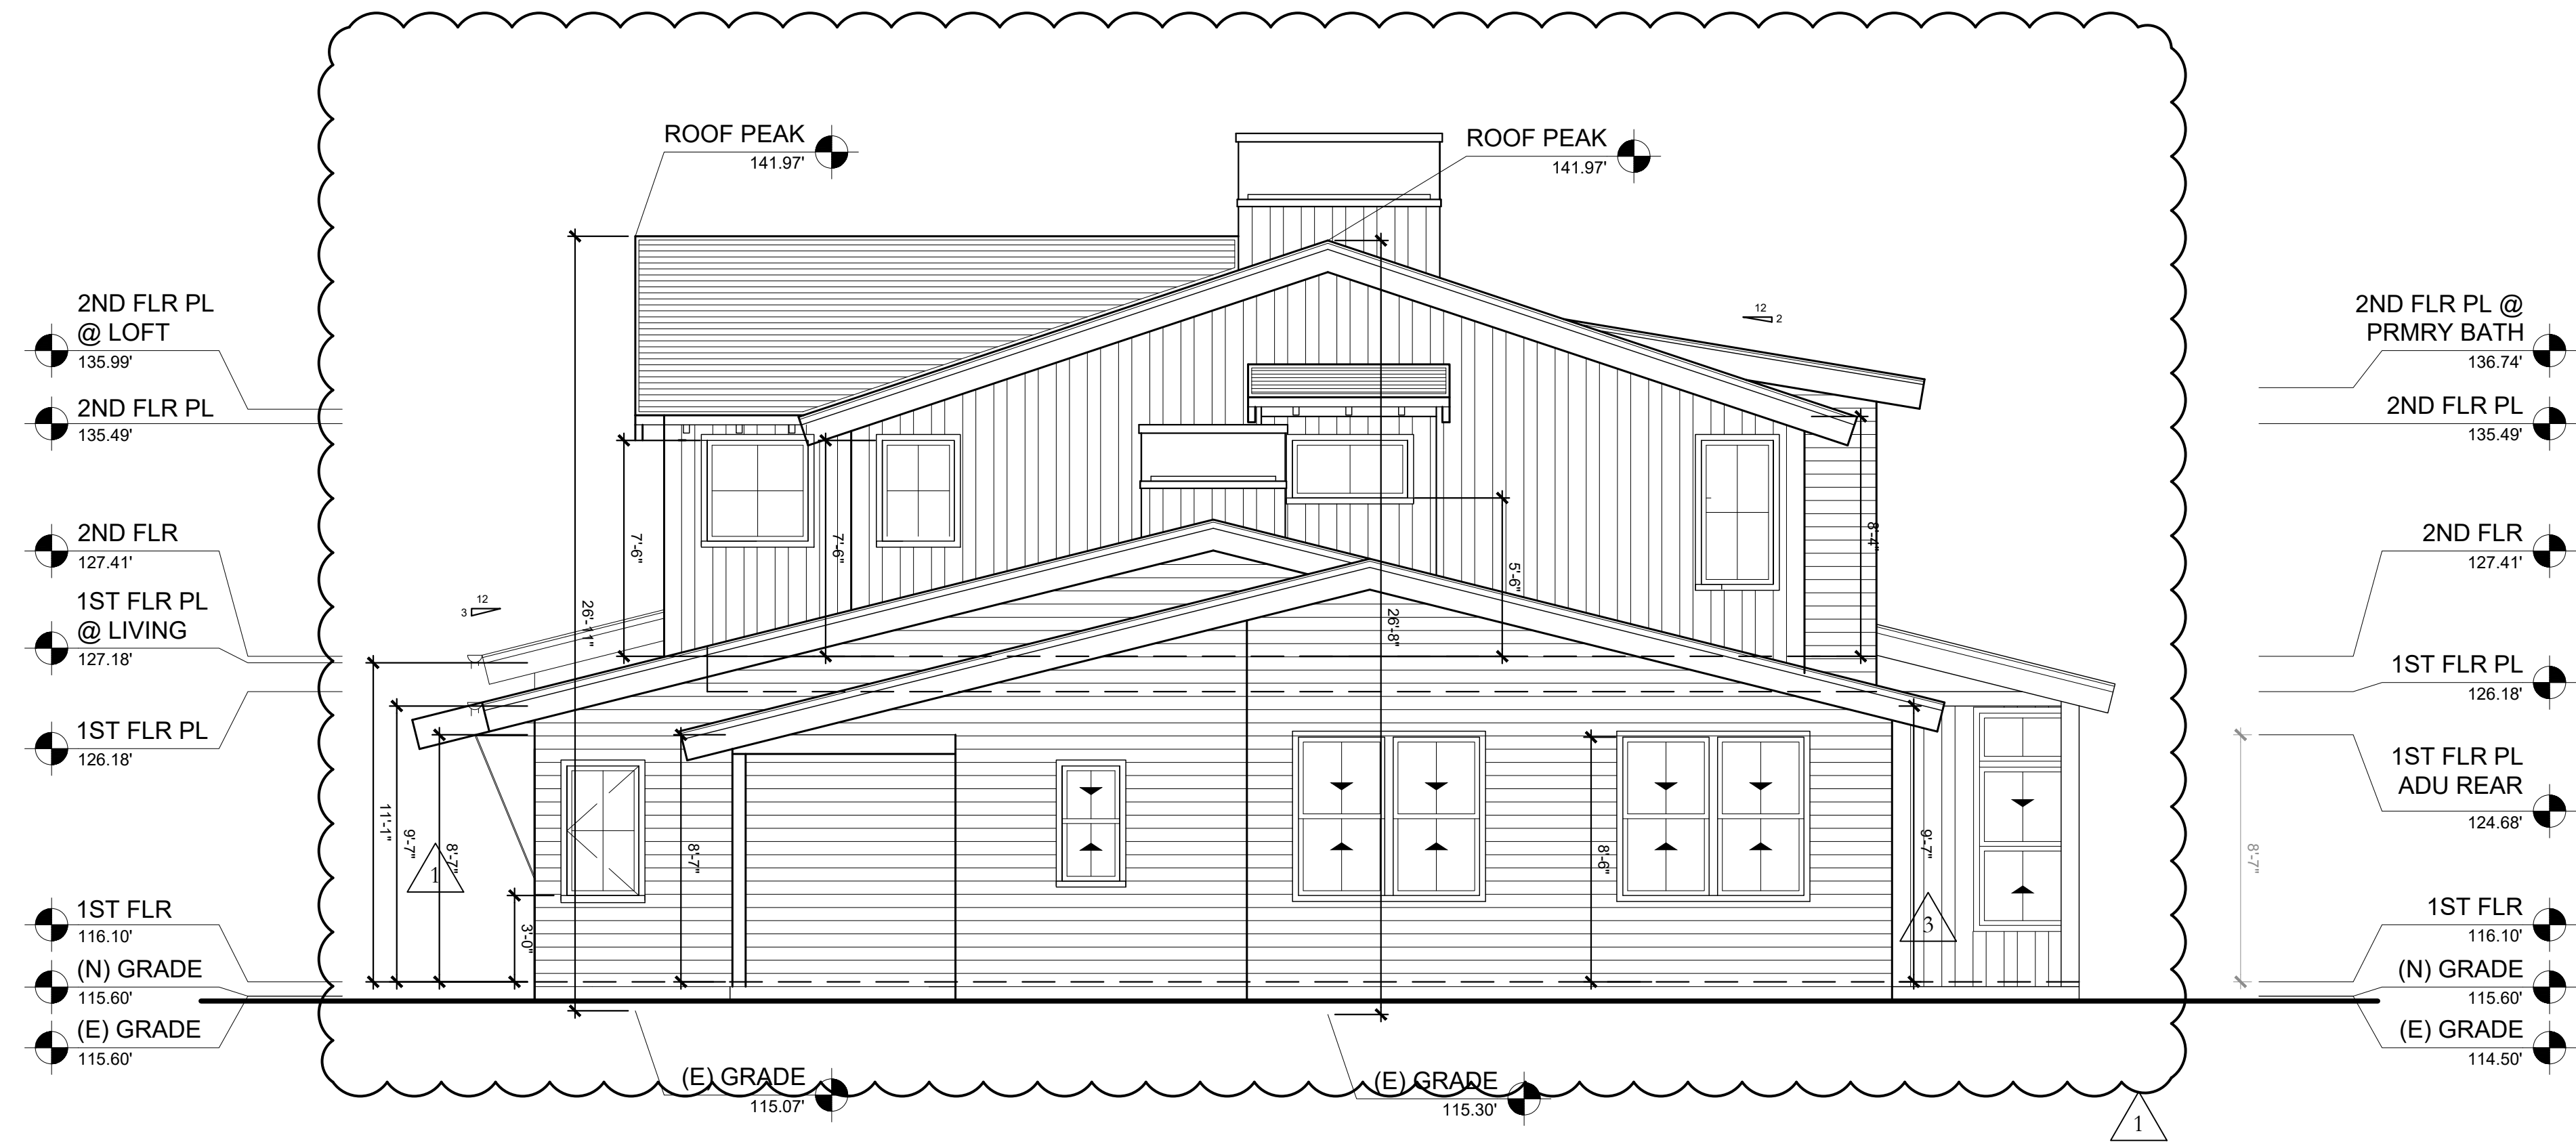 ROOF PEAK
141.97'
ROOF PEAK
141.97'
2ND FLR PL
@ LOFT
135.99'
2ND FLR PL
135.49'
2ND FLR
127.41'
1ST FLR PL
@ LIVING
127.18'
1ST FLR PL
126.18'
1ST FLR
116.10'
(N) GRADE
115.60'
(E) GRADE
115.60'
12
3
12
2
7'-6"
26'-11"
7'-6"
26'-8"
5'-6"
8'-4"
11'-1"
9'-7"
8'-7"
1
3'-0"
8'-7"
8'-6"
9'-7"
3
8'-7"
2ND FLR PL @
PRMRY BATH
136.74'
2ND FLR PL
135.49'
2ND FLR
127.41'
1ST FLR PL
126.18'
1ST FLR PL
ADU REAR
124.68'
1ST FLR
116.10'
(N) GRADE
115.60'
(E) GRADE
114.50'
(E) GRADE
115.07'
(E) GRADE
115.30'
1